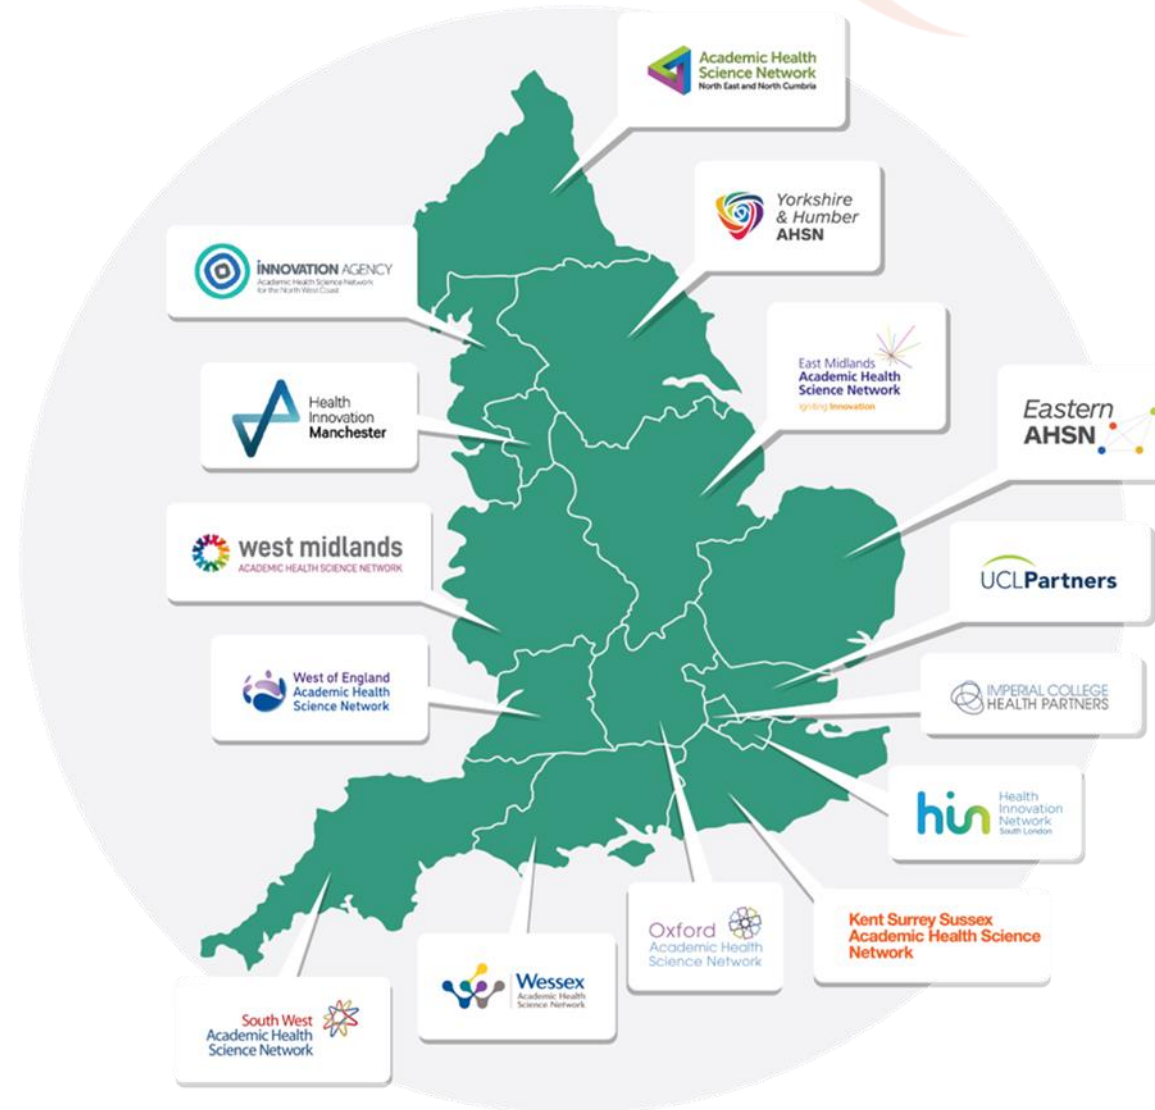 Academic Health
Science Network
North East and North Cumbria
Yorkshire
& Humber
AHSN
iNNOVATION AGENCY
Academic Health Science Network
for the North West Coast
East Midlands
Academic Health
Science Network
Igniting Innovation
Health
Innovation
Manchester
Eastern
AHSN
west midlands
ACADEMIC HEALTH SCIENCE NETWORK
UCLPartners
West of England
Academic Health
Science Network
IMPERIAL COLLEGE
HEALTH PARTNERS
hin
Health
Innovation
Network
South London
Oxford
Academic Health
Science Network
Kent Surrey Sussex
Academic Health Science
Network
Wessex
Academic Health
Science Network
South West
Academic Health
Science Network